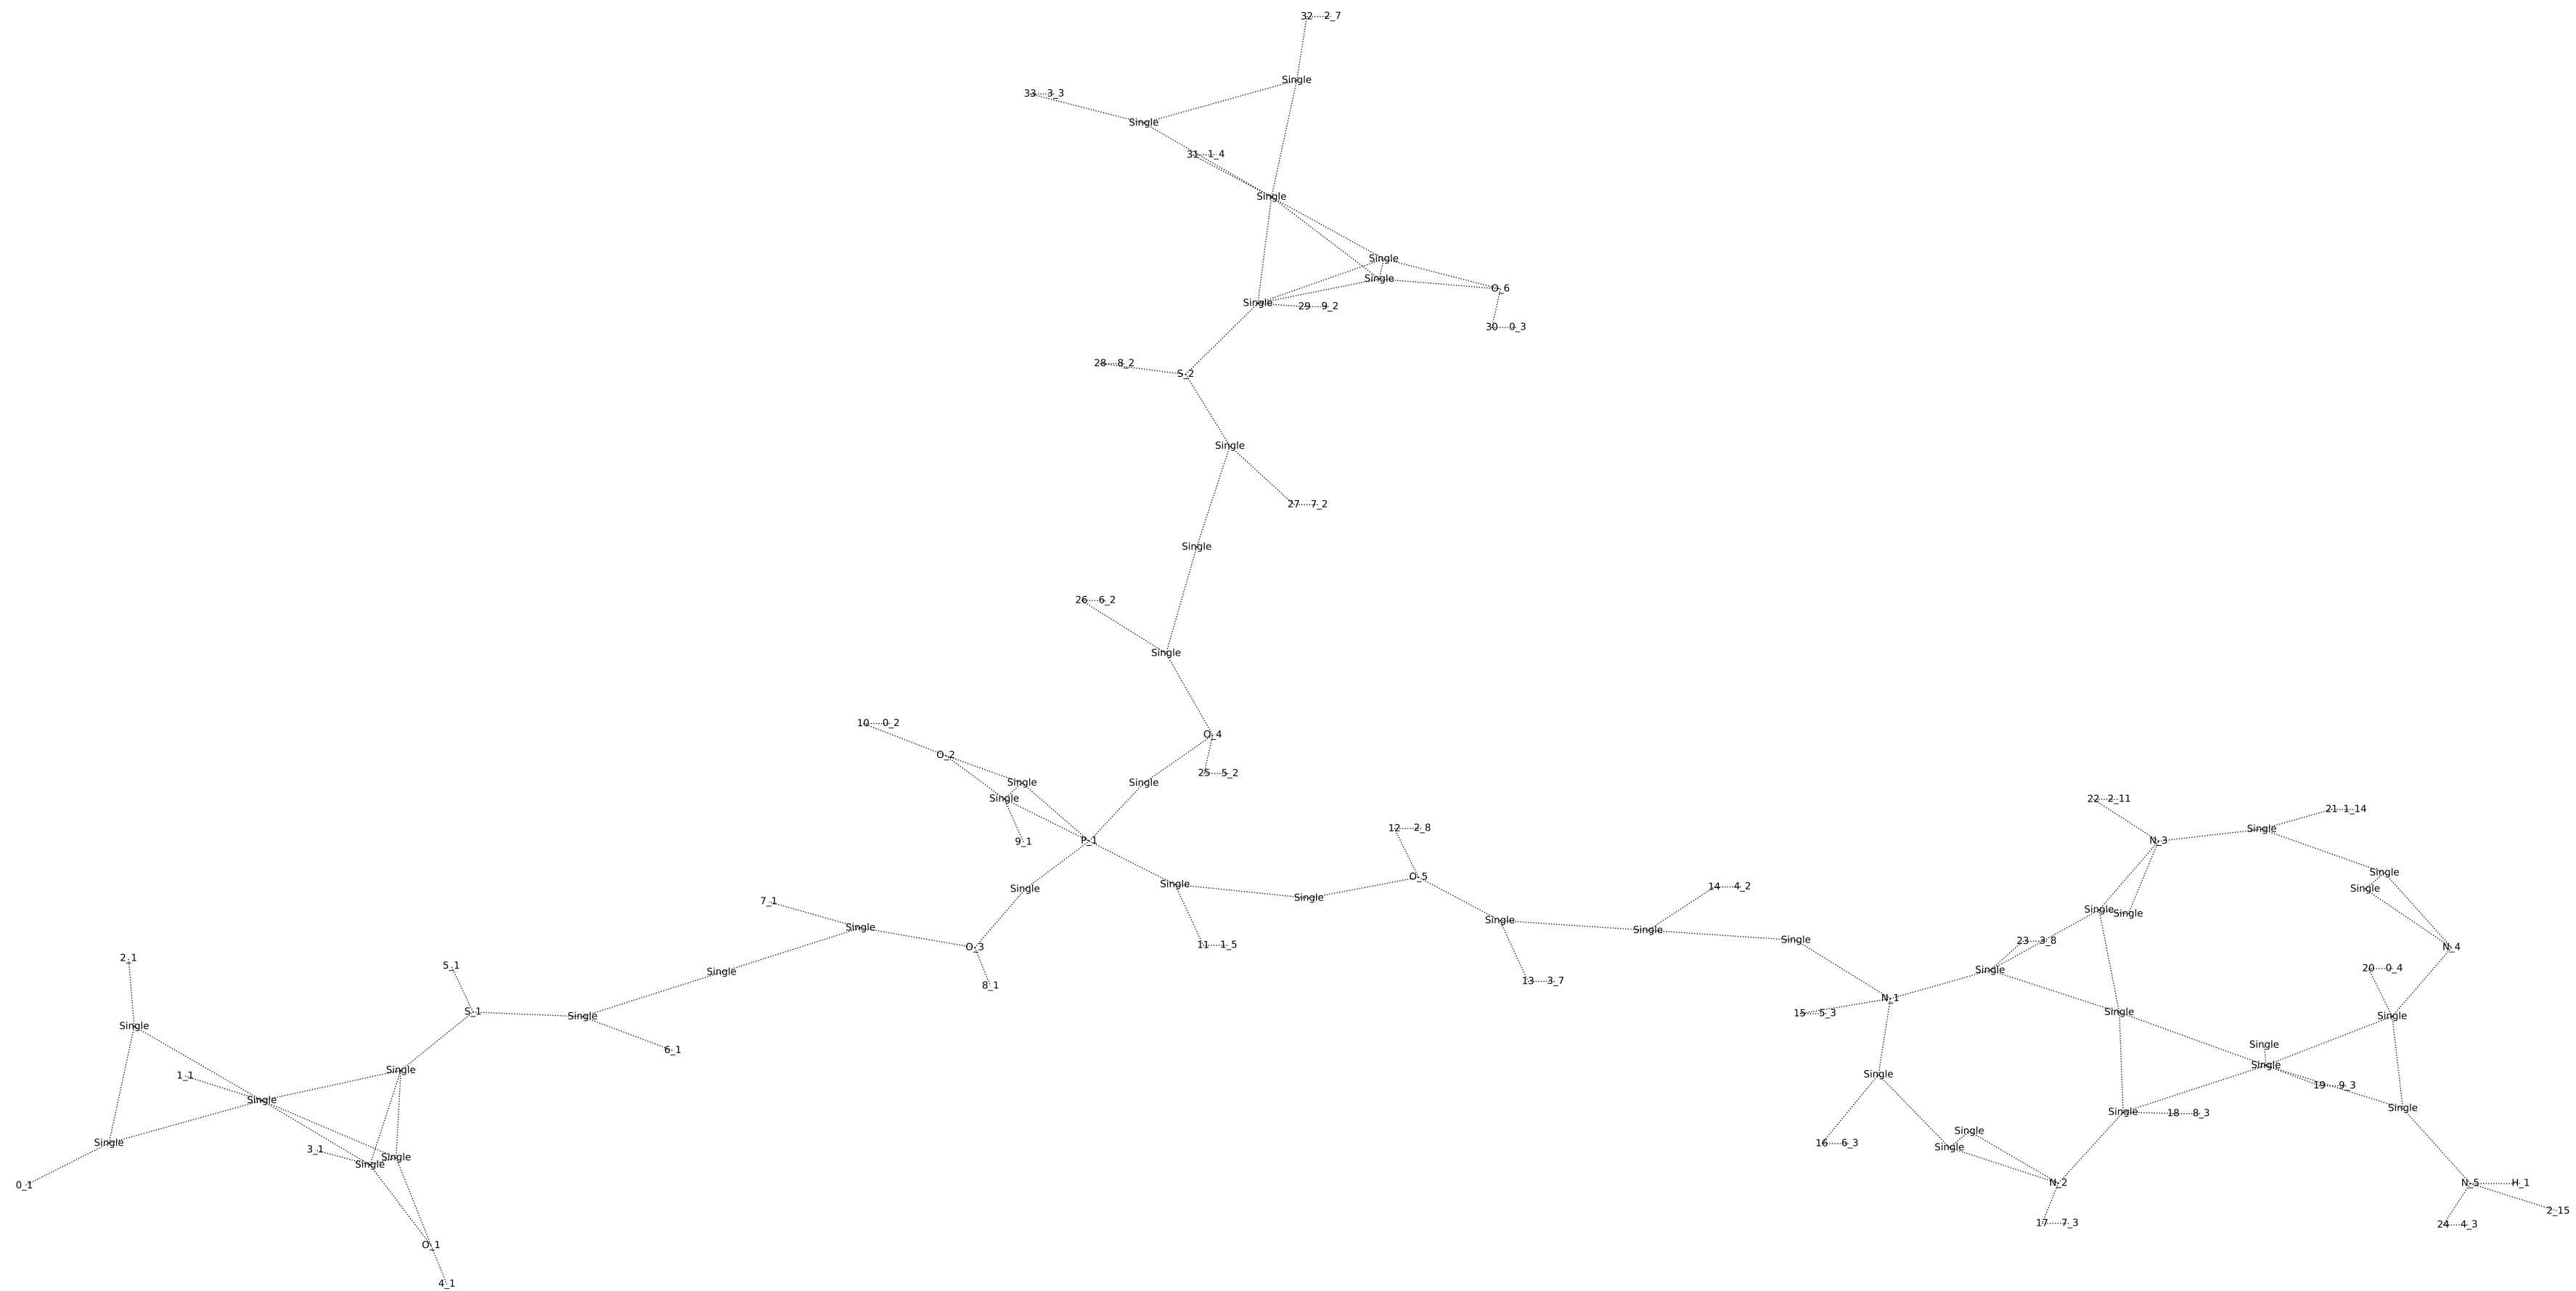 32 2_7
Single
33 3_3
Single
31 1_4
Single
Single
Single
O_6
Single
29 9_2
30 0_3
28 8_2
S_2
Single
27 7_2
Single
26 6_2
Single
10 0_2
O_4
O_2
25 5_2
Single
Single
Single
22 2_11
21 1_14
12 2_8
Single
9_1
P_1
N_3
Single
Single
O_5
Single
14 4_2
Single
Single
7_1
Single
Single
Single
Single
Single
Single
Single
O_3
11 1_5
23 3_8
N_4
2_1
5_1
Single
Single
20 0_4
8_1
13 3_7
N_1
S_1
Single
15 5_3
Single
Single
Single
6_1
Single
Single
Single
1_1
Single
19 9_3
Single
Single
Single
18 8_3
Single
Single
16 6_3
Single
3_1
Single
Single
0_1
N_2
N_5 H_1
2_15
17 7_3
24 4_3
O_1
4_1